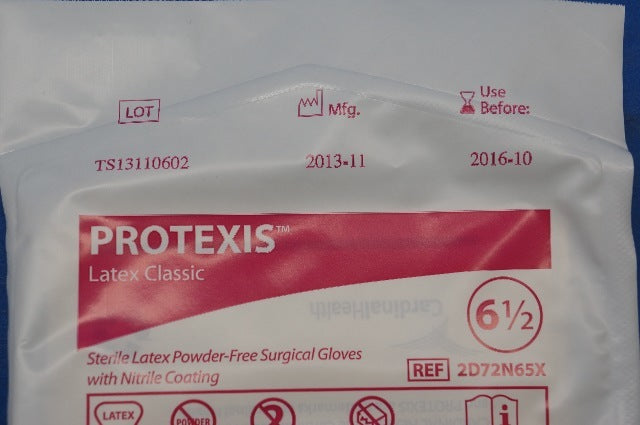 LOT
Mfg.
Use
Before:
TS13110602
2013-11
2016-10
PROTEXIS™
Latex Classic
CardinalHealth
6½
Sterile Latex Powder-Free Surgical Gloves
with Nitrile Coating
REF 2D72N65X
LATEX
POWDER